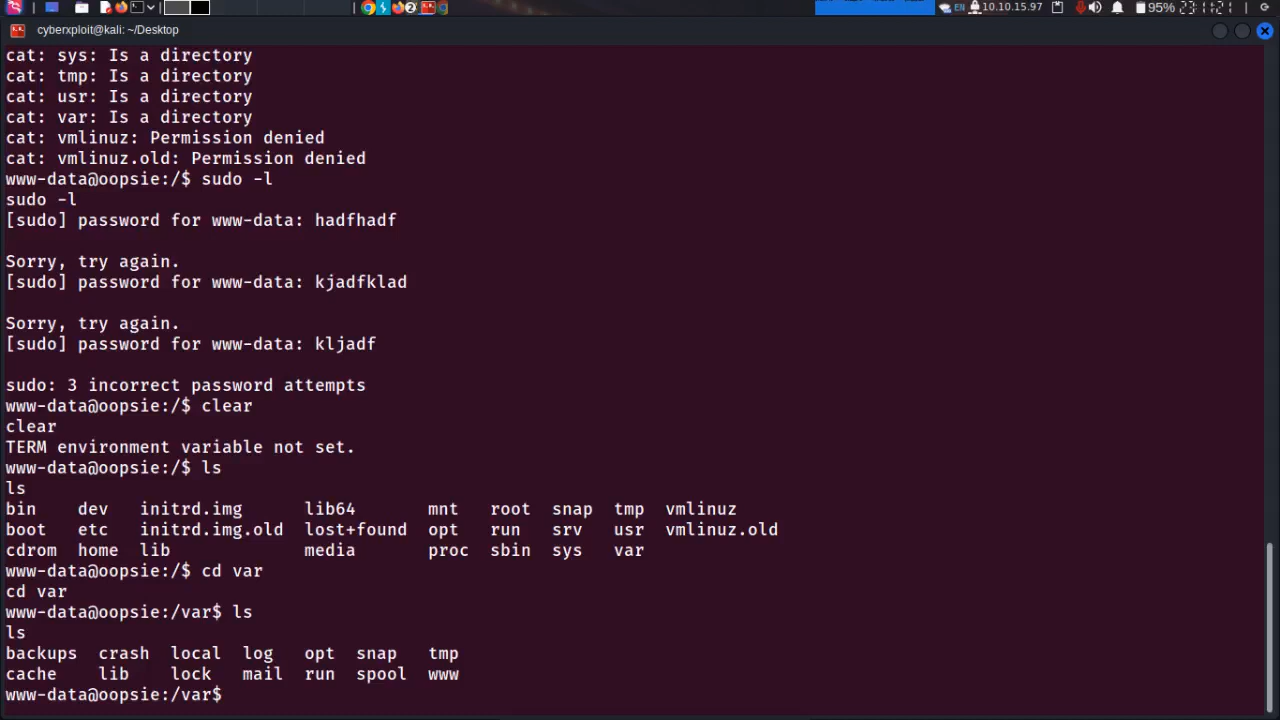 EN 10.10.15.97 95%
cyberxploit@kali: ~/Desktop
cat: sys: Is a directory
cat: tmp: Is a directory
cat: usr: Is a directory
cat: var: Is a directory
cat: vmlinuz: Permission denied
cat: vmlinuz.old: Permission denied
www-data@oopsie:/$ sudo -l
sudo -l
[sudo] password for www-data: hadfhadf
Sorry, try again.
[sudo] password for www-data: kjadfklad
Sorry, try again.
[sudo] password for www-data: kljadf
sudo: 3 incorrect password attempts
www-data@oopsie:/$ clear
clear
TERM environment variable not set.
www-data@oopsie:/$ ls
ls
bin dev initrd.img lib64 mnt root snap tmp vmlinuz
boot etc initrd.img.old lost+found opt run srv usr vmlinuz.old
cdrom home lib media proc sbin sys var
www-data@oopsie:/$ cd var
cd var
www-data@oopsie:/var$ ls
ls
backups crash local log opt snap tmp
cache lib lock mail run spool www
www-data@oopsie:/var$